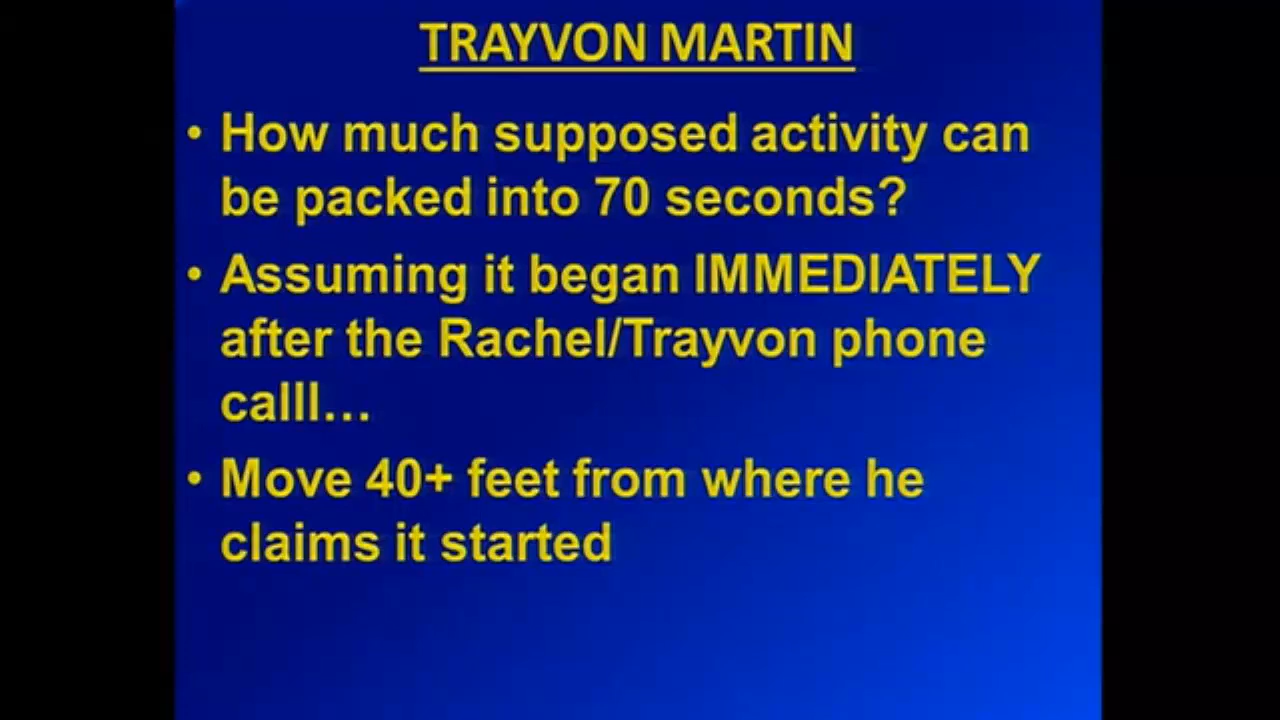 TRAYVON MARTIN
• How much supposed activity can
be packed into 70 seconds?
• Assuming it began IMMEDIATELY
after the Rachel/Trayvon phone
calll…
• Move 40+ feet from where he
claims it started